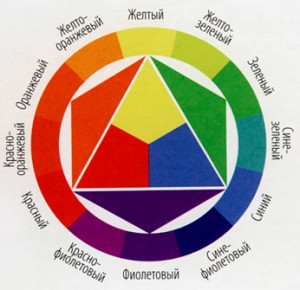 Желтый
Желто-
зеленый
Зеленый
Сине-
зеленый
Синий
Сине-
фиолетовый
Фиолетовый
Красно-
фиолетовый
Красный
Красно-
оранжевый
Оранжевый
Желто-
оранжевый